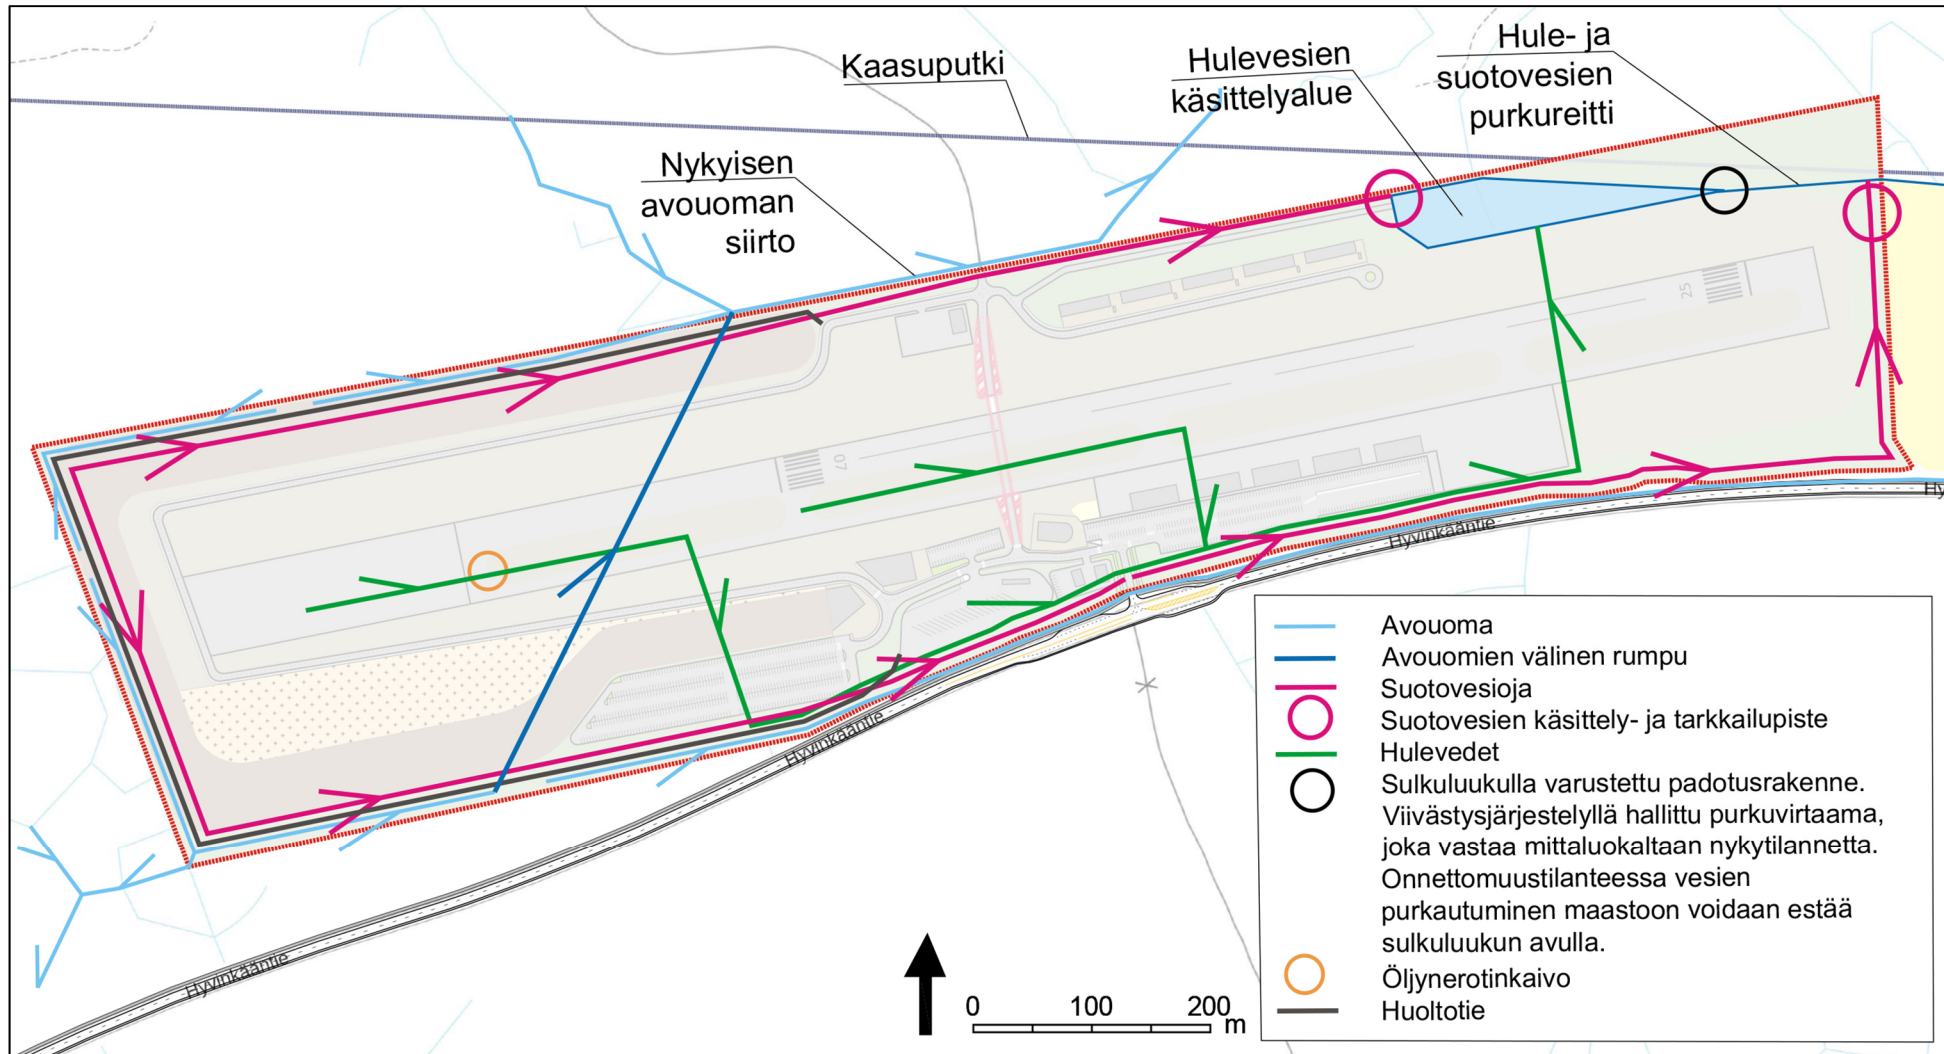 Kaasuputki
Hulevesien
käsittelyalue
Hule- ja
suotovesien
purkureitti
Nykyisen
avouoman
siirto
25
07
Hyvinkääntie
Hy
Hyvinkääntie
Hyvinkääntie
0 100 200
m
Avouoma
Avouomien välinen rumpu
Suotovesioja
Suotovesien käsittely- ja tarkkailupiste
Hulevedet
Sulkuluukulla varustettu padotusrakenne.
Viivästysjärjestelyllä hallittu purkuvirtaama,
joka vastaa mittaluokaltaan nykytilannetta.
Onnettomuustilanteessa vesien
purkautuminen maastoon voidaan estää
sulkuluukun avulla.
Öljynerotinkaivo
Huoltotie